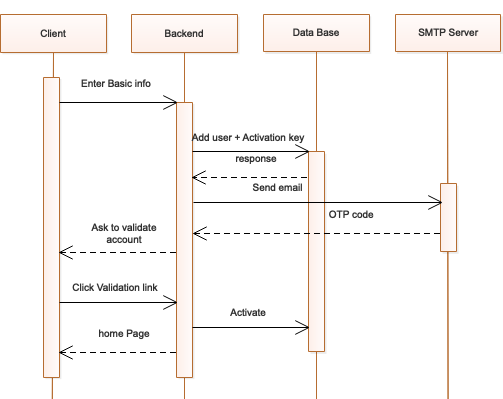 Client
Backend
Data Base
SMTP Server
Enter Basic info
Add user + Activation key
response
Send email
OTP code
Ask to validate
account
Click Validation link
Activate
home Page